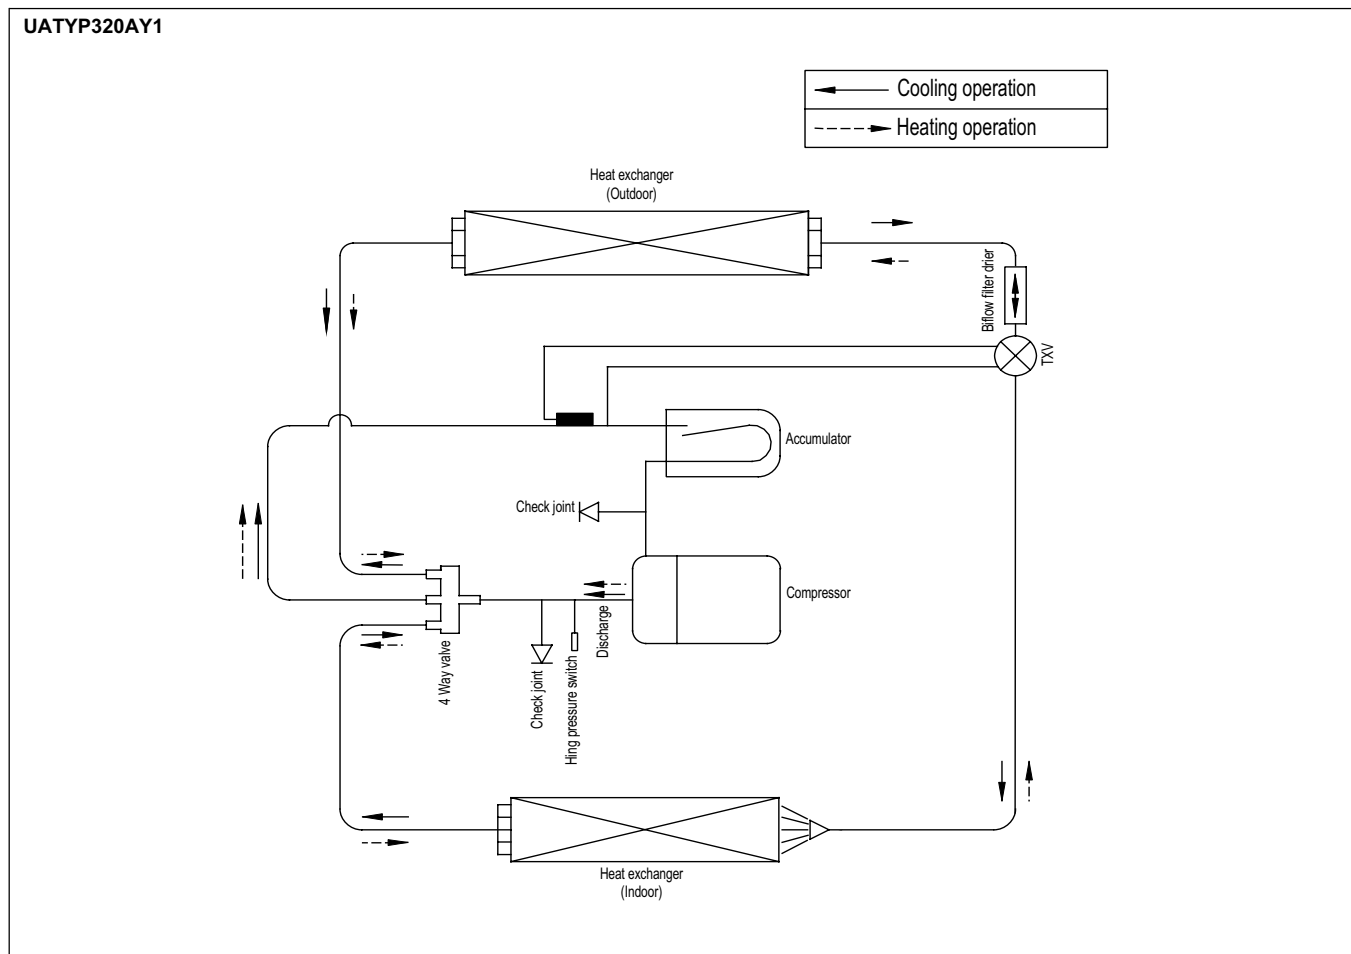 UATYP320AY1
Cooling operation
Heating operation
Heat exchanger
(Outdoor)
Biflow filter drier
TXV
Accumulator
Check joint
Compressor
Discharge
4 Way valve
Check joint
Hing pressure switch
Heat exchanger
(Indoor)